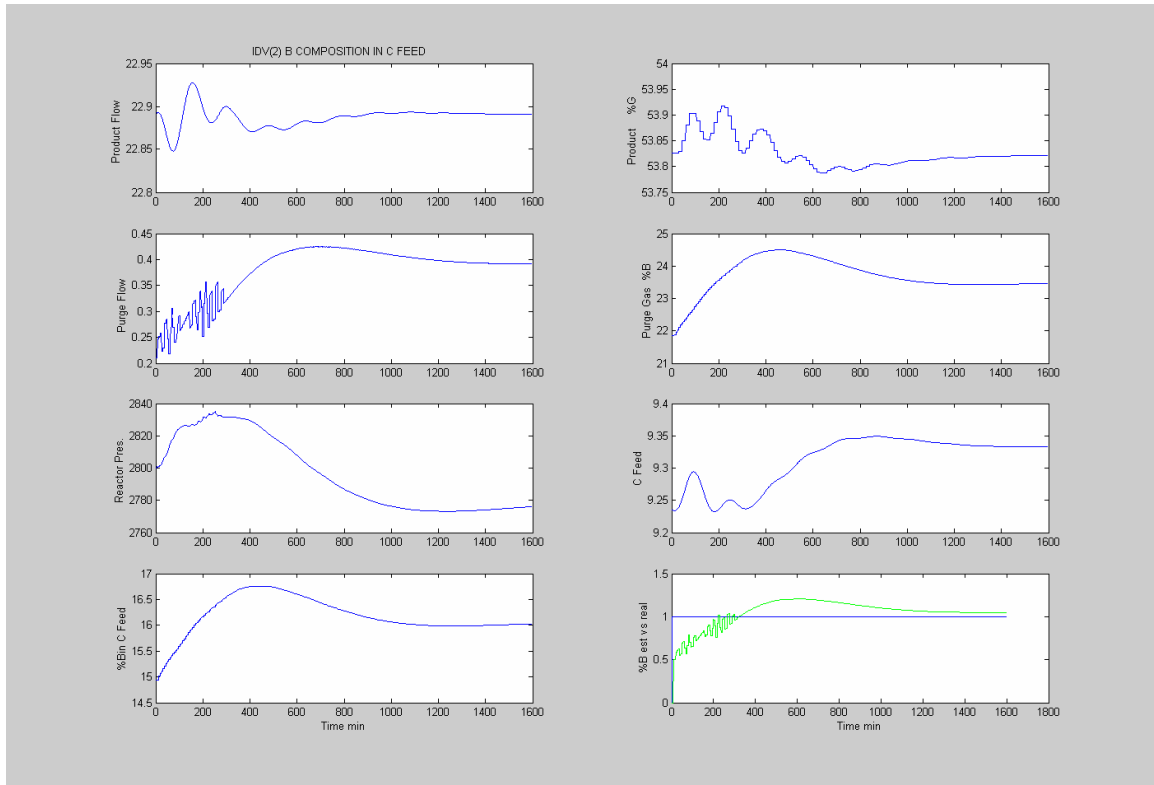 IDV(2) B COMPOSITION IN C FEED
Product Flow
22.95
22.9
22.85
22.8
0 200 400 600 800 1000 1200 1400 1600
Product %G
54
53.95
53.9
53.85
53.8
53.75
0 200 400 600 800 1000 1200 1400 1600
Purge Flow
0.45
0.4
0.35
0.3
0.25
0.2
0 200 400 600 800 1000 1200 1400 1600
Purge Gas %B
25
24
23
22
21
0 200 400 600 800 1000 1200 1400 1600
Reactor Pres.
2840
2820
2800
2780
2760
0 200 400 600 800 1000 1200 1400 1600
C Feed
9.4
9.35
9.3
9.25
9.2
0 200 400 600 800 1000 1200 1400 1600
%Bin C Feed
17
16.5
16
15.5
15
14.5
0 200 400 600 800 1000 1200 1400 1600
Time min
%B est vs real
1.5
1
0.5
0
0 200 400 600 800 1000 1200 1400 1600 1800
Time min